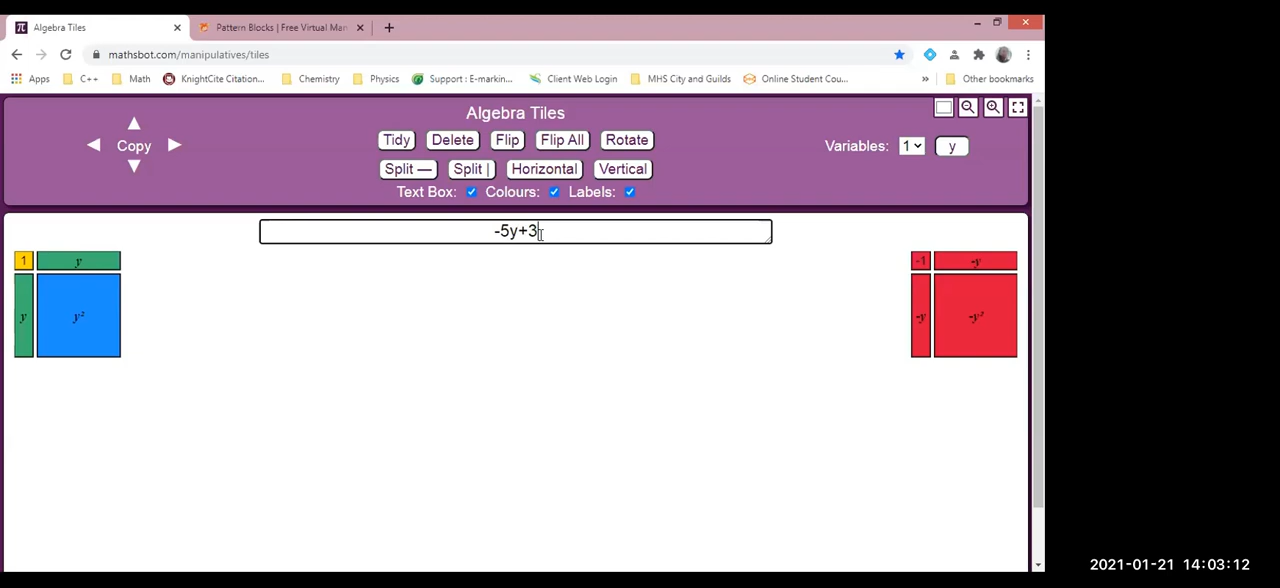 Algebra Tiles
Pattern Blocks | Free Virtual Man
mathsbot.com/manipulatives/tiles
Apps C++ Math KnightCite Citation... Chemistry Physics Support : E-markin... Client Web Login MHS City and Guilds Online Student Cou... » Other bookmarks
Algebra Tiles
Copy
Tidy Delete Flip Flip All Rotate
Variables: 1 y
Split — Split | Horizontal Vertical
Text Box: Colours: Labels:
-5y+3
1 y -1 -y
y y² -y -y²
2021-01-21 14:03:12